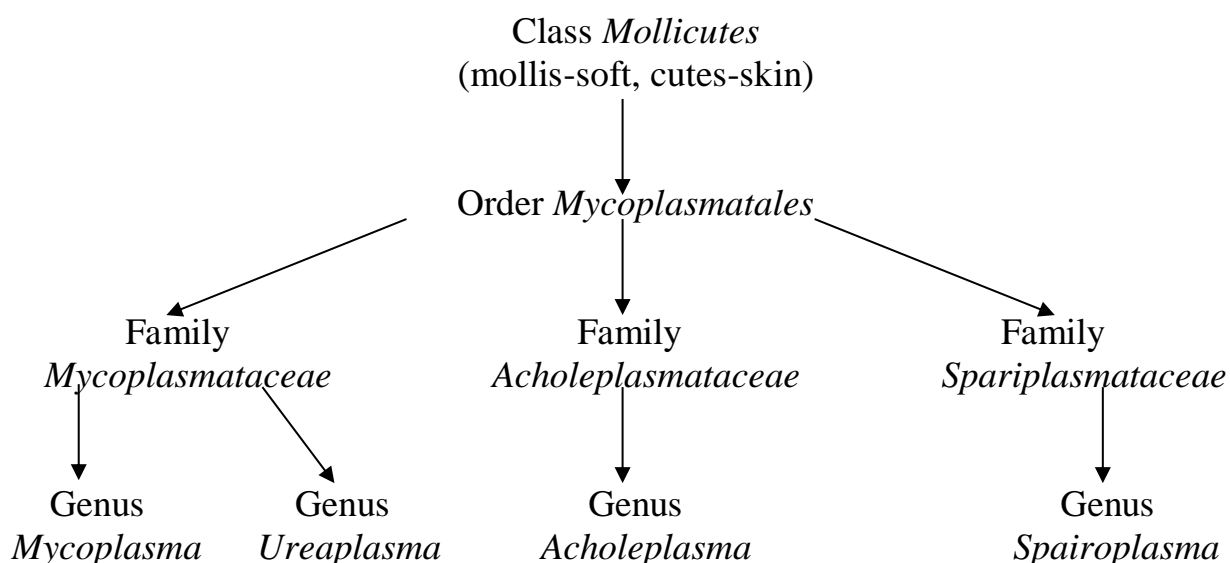 Class Mollicutes
(mollis-soft, cutes-skin)
Order Mycoplasmatales
Family
Mycoplasmataceae
Family
Acholeplasmataceae
Family
Spariplasmataceae
Genus
Mycoplasma
Genus
Ureaplasma
Genus
Acholeplasma
Genus
Spairoplasma